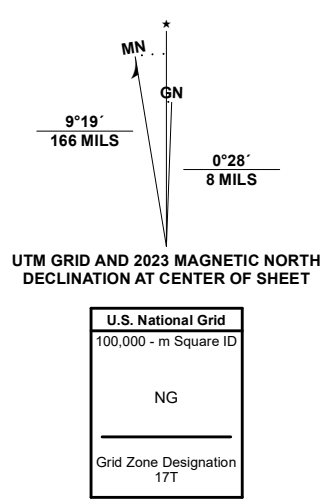 MN
GN
9°19´
166 MILS
0°28´
8 MILS
UTM GRID AND 2023 MAGNETIC NORTH
DECLINATION AT CENTER OF SHEET
U.S. National Grid
100,000 - m Square ID
NG
Grid Zone Designation
17T